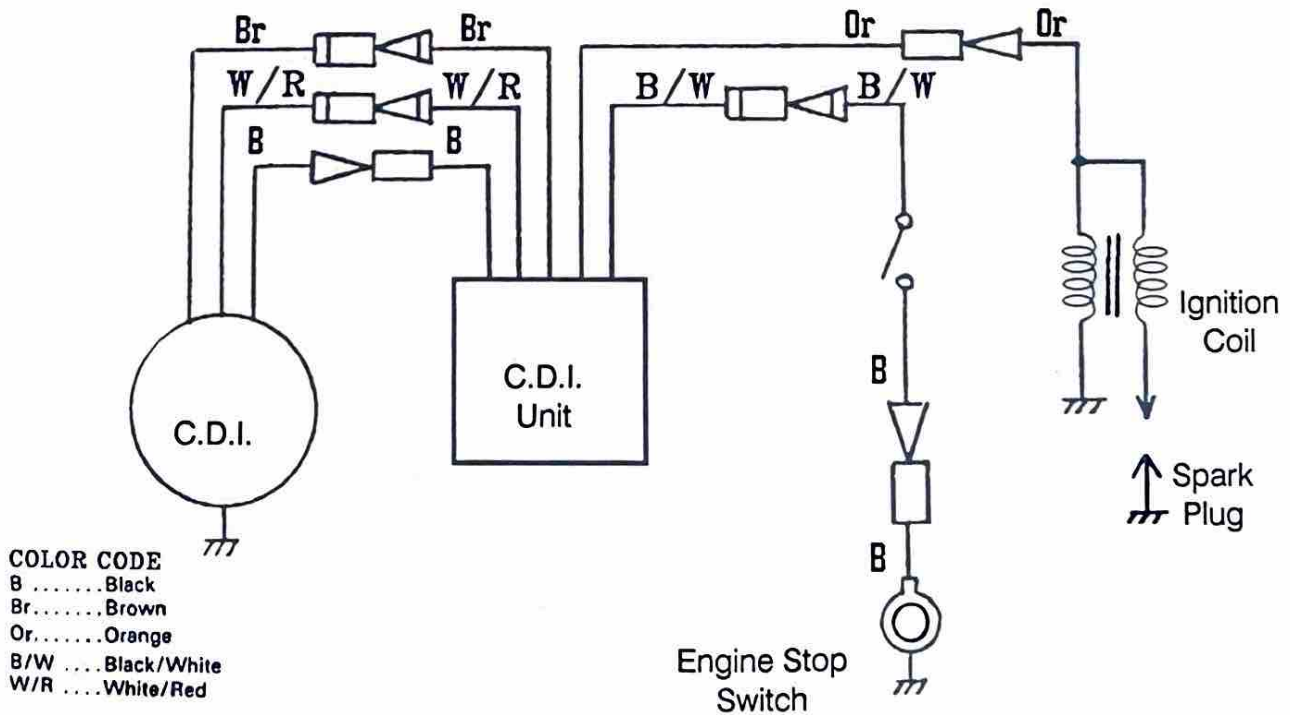 Br
Br
Or
Or
W/R
W/R
B/W
B/W
B
B
C.D.I.
C.D.I.
Unit
B
B
Ignition
Coil
Spark
Plug
Engine Stop
Switch
COLOR CODE
B .......Black
Br.......Brown
Or.......Orange
B/W ....Black/White
W/R ....White/Red